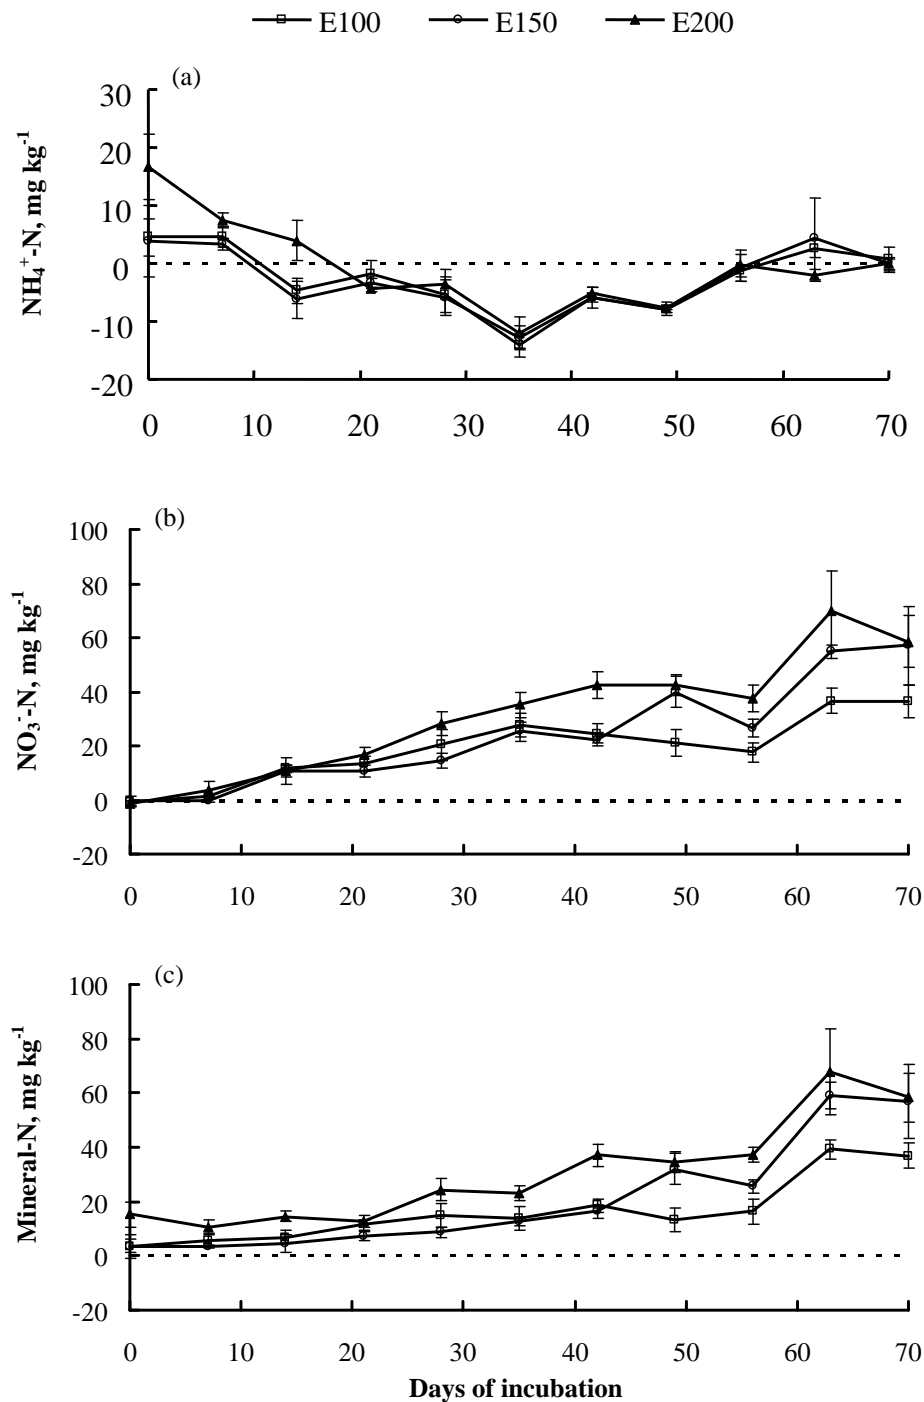 E100 E150 E200
(a)
NH₄⁺-N, mg kg⁻¹
30
20
10
0
-10
-20
0 10 20 30 40 50 60 70
(b)
NO₃⁻-N, mg kg⁻¹
100
80
60
40
20
0
-20
0 10 20 30 40 50 60 70
(c)
Mineral-N, mg kg⁻¹
100
80
60
40
20
0
-20
0 10 20 30 40 50 60 70
Days of incubation